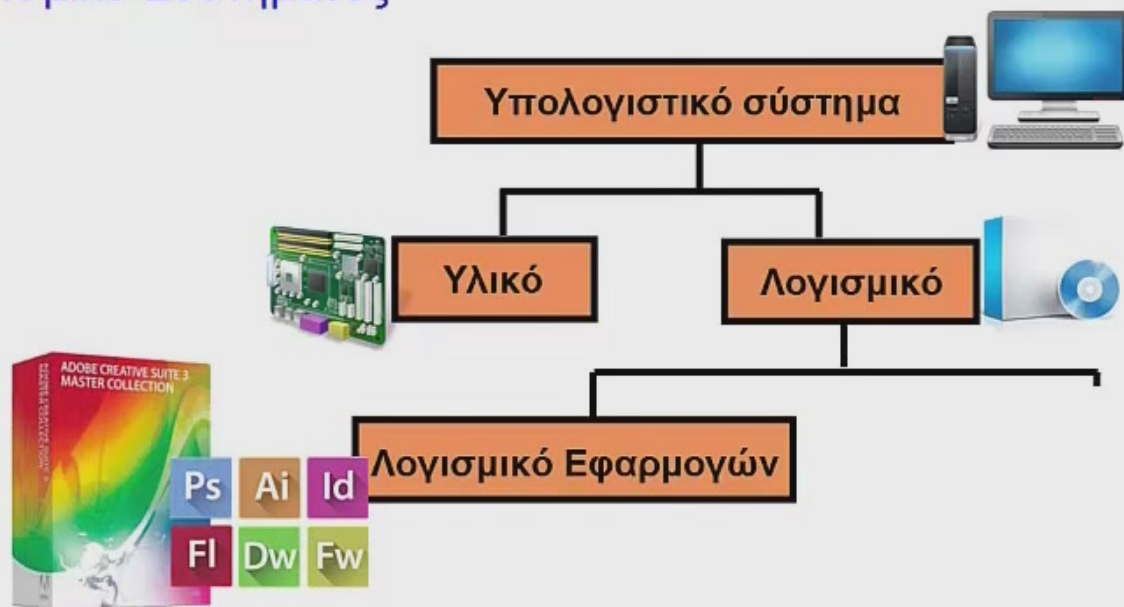 Υπολογιστικό σύστημα
Υλικό
Λογισμικό
ADOBE CREATIVE SUITE 3
MASTER COLLECTION
Λογισμικό Εφαρμογών
Ps Ai Id
Fl Dw Fw